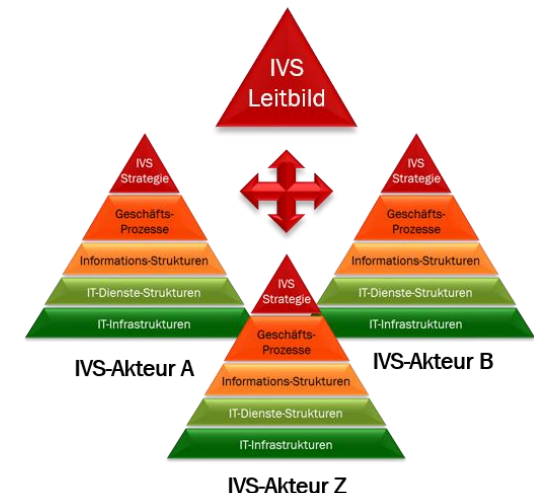 IVS
Leitbild
IVS
Strategie
Geschäfts-
Prozesse
Informations-Strukturen
IT-Dienste-Strukturen
IT-Infrastrukturen
IVS-Akteur A
IVS
Strategie
Geschäfts-
Prozesse
Informations-Strukturen
IT-Dienste-Strukturen
IT-Infrastrukturen
IVS-Akteur B
IVS
Strategie
Geschäfts-
Prozesse
Informations-Strukturen
IT-Dienste-Strukturen
IT-Infrastrukturen
IVS-Akteur Z